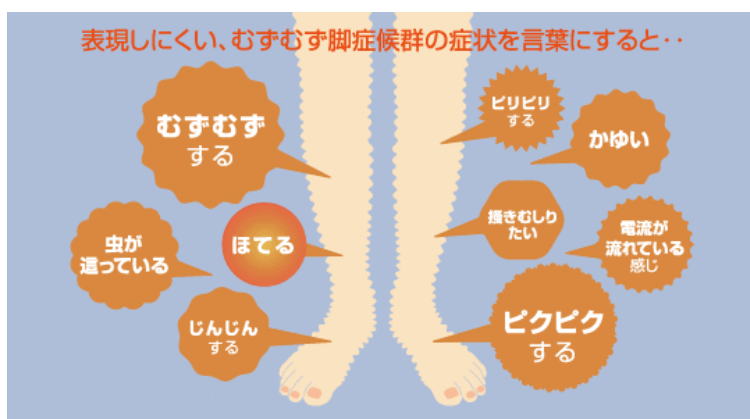 表現しにくい、むずむず脚症候群の症状を言葉にすると‥
むずむず
する
虫が
這っている
ほてる
じんじん
する
ピリピリ
する
かゆい
掻きむしり
たい
電流が
流れている
感じ
ピクピク
する